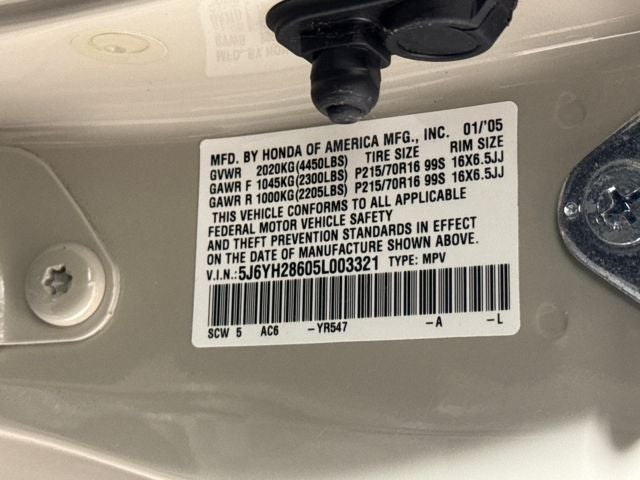 MFD. BY HONDA OF AMERICA MFG., INC. 01/'05
GVWR 2020KG(4450LBS) TIRE SIZE RIM SIZE
GAWR F 1045KG(2300LBS) P215/70R16 99S 16X6.5JJ
GAWR R 1000KG(2205LBS) P215/70R16 99S 16X6.5JJ
THIS VEHICLE CONFORMS TO ALL APPLICABLE
FEDERAL MOTOR VEHICLE SAFETY
AND THEFT PREVENTION STANDARDS IN EFFECT
ON THE DATE OF MANUFACTURE SHOWN ABOVE.
V.I.N.:5J6YH28605L003321 TYPE: MPV
SCW 5 AC6 -YR547 -A -L